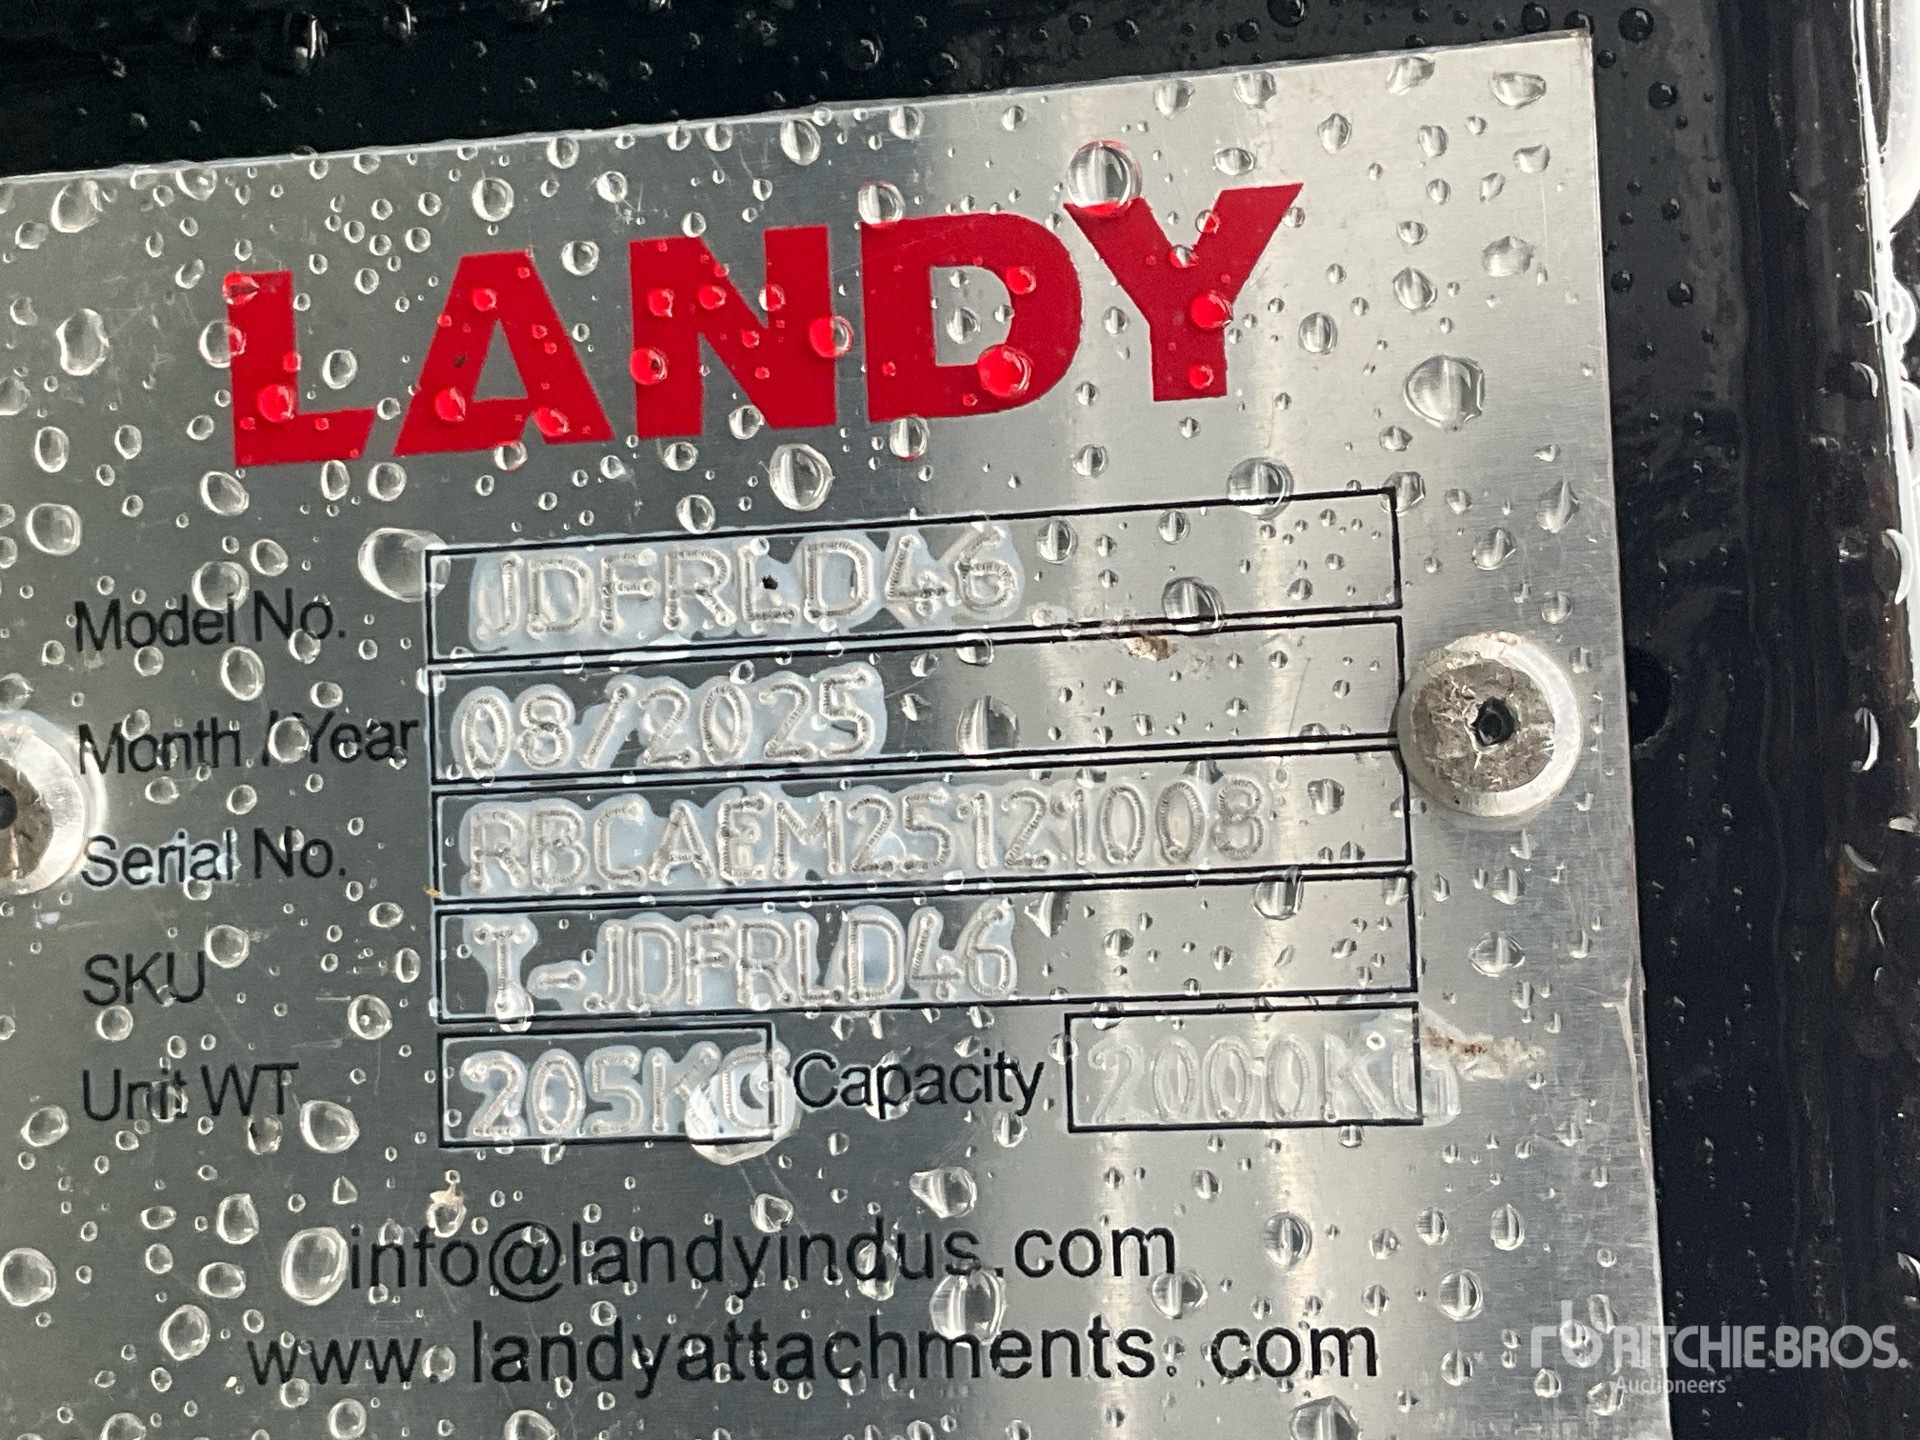 LANDY
Model No. JDFRLD46
Month / Year 08/2025
Serial No. RBCAEM25121008
SKU T-JDFRLD46
Unit WT 205KG Capacity 2000KG
info@landyindus.com
www.landyattachments.com
RITCHIE BROS.
Auctioneers